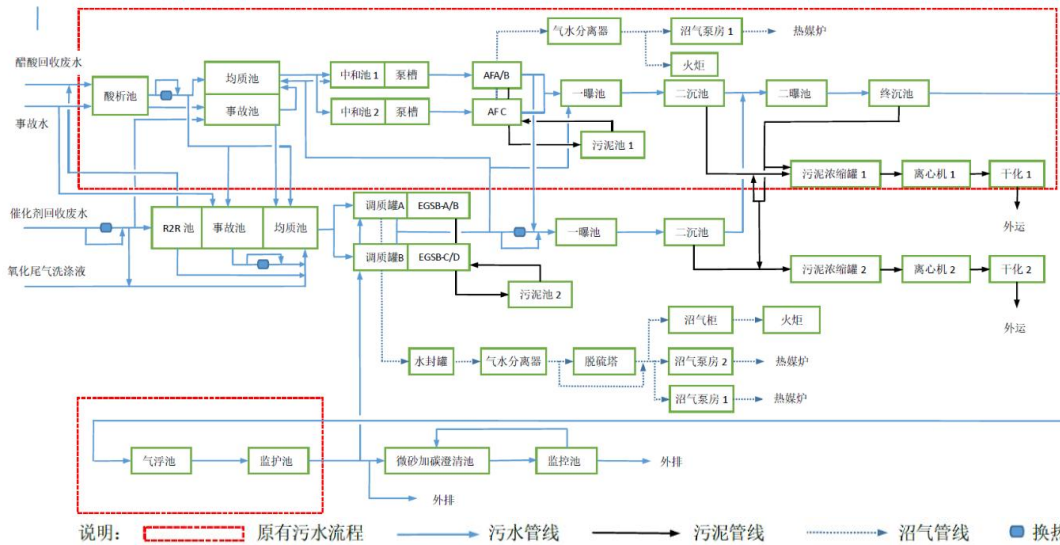 气水分离器
沼气泵房 1
热媒炉
火炬
醋酸回收废水
酸析池
均质池
事故池
中和池 1
泵槽
AFA/B
一曝池
二沉池
二曝池
终沉池
事故水
中和池 2
泵槽
AF C
污泥池 1
污泥浓缩罐 1
离心机 1
干化 1
外运
催化剂回收废水
R2R 池
事故池
均质池
调质罐A
EGSB-A/B
一曝池
二沉池
氧化尾气洗涤液
调质罐B
EGSB-C/D
污泥池 2
污泥浓缩罐 2
离心机 2
干化 2
外运
沼气柜
火炬
水封罐
气水分离器
脱硫塔
沼气泵房 2
热媒炉
沼气泵房 1
热媒炉
气浮池
监护池
微砂加碳澄清池
监控池
外排
外排
说明：
原有污水流程
污水管线
污泥管线
沼气管线
换热